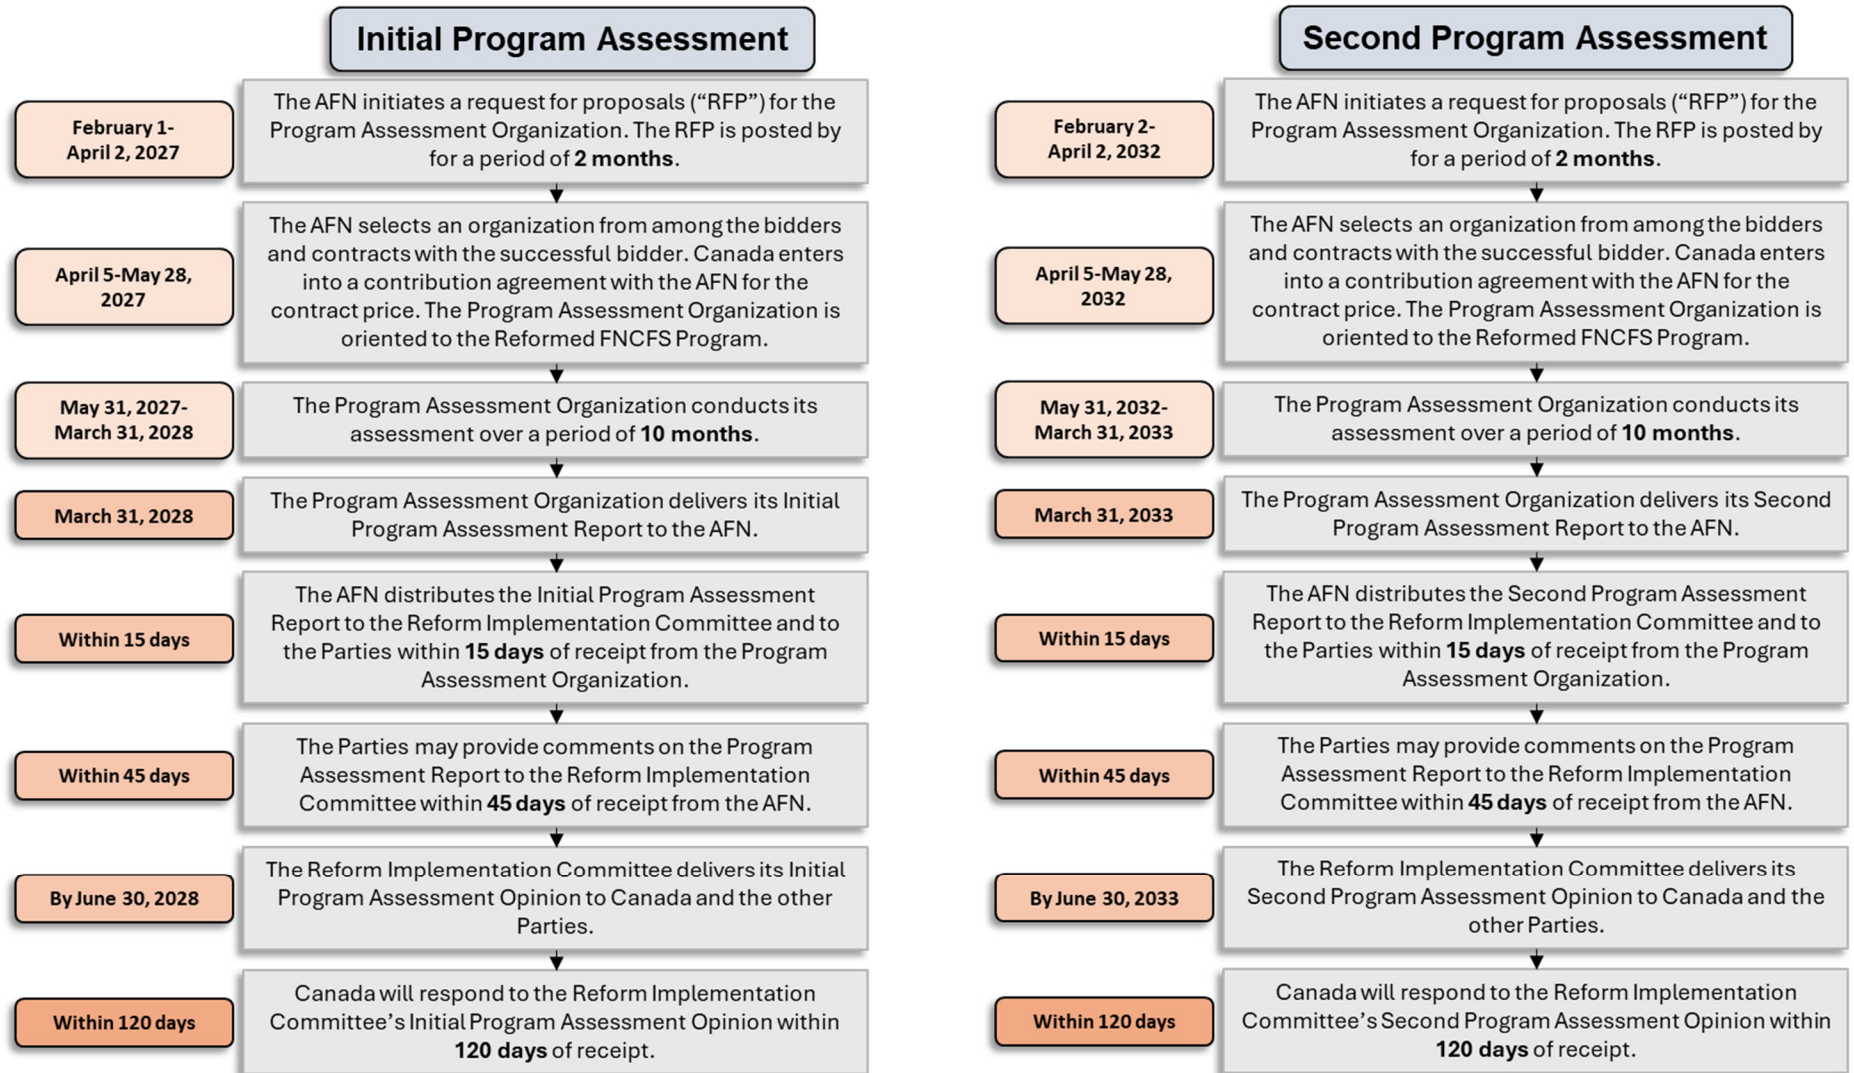 Initial Program Assessment
February 1-
April 2, 2027
The AFN initiates a request for proposals (“RFP”) for the
Program Assessment Organization. The RFP is posted by
for a period of 2 months.
April 5-May 28,
2027
The AFN selects an organization from among the bidders
and contracts with the successful bidder. Canada enters
into a contribution agreement with the AFN for the
contract price. The Program Assessment Organization is
oriented to the Reformed FNCFS Program.
May 31, 2027-
March 31, 2028
The Program Assessment Organization conducts its
assessment over a period of 10 months.
March 31, 2028
The Program Assessment Organization delivers its Initial
Program Assessment Report to the AFN.
Within 15 days
The AFN distributes the Initial Program Assessment
Report to the Reform Implementation Committee and to
the Parties within 15 days of receipt from the Program
Assessment Organization.
Within 45 days
The Parties may provide comments on the Program
Assessment Report to the Reform Implementation
Committee within 45 days of receipt from the AFN.
By June 30, 2028
The Reform Implementation Committee delivers its Initial
Program Assessment Opinion to Canada and the other
Parties.
Within 120 days
Canada will respond to the Reform Implementation
Committee’s Initial Program Assessment Opinion within
120 days of receipt.
Second Program Assessment
February 2-
April 2, 2032
The AFN initiates a request for proposals (“RFP”) for the
Program Assessment Organization. The RFP is posted by
for a period of 2 months.
April 5-May 28,
2032
The AFN selects an organization from among the bidders
and contracts with the successful bidder. Canada enters
into a contribution agreement with the AFN for the
contract price. The Program Assessment Organization is
oriented to the Reformed FNCFS Program.
May 31, 2032-
March 31, 2033
The Program Assessment Organization conducts its
assessment over a period of 10 months.
March 31, 2033
The Program Assessment Organization delivers its Second
Program Assessment Report to the AFN.
Within 15 days
The AFN distributes the Second Program Assessment
Report to the Reform Implementation Committee and to
the Parties within 15 days of receipt from the Program
Assessment Organization.
Within 45 days
The Parties may provide comments on the Program
Assessment Report to the Reform Implementation
Committee within 45 days of receipt from the AFN.
By June 30, 2033
The Reform Implementation Committee delivers its
Second Program Assessment Opinion to Canada and the
other Parties.
Within 120 days
Canada will respond to the Reform Implementation
Committee’s Second Program Assessment Opinion within
120 days of receipt.